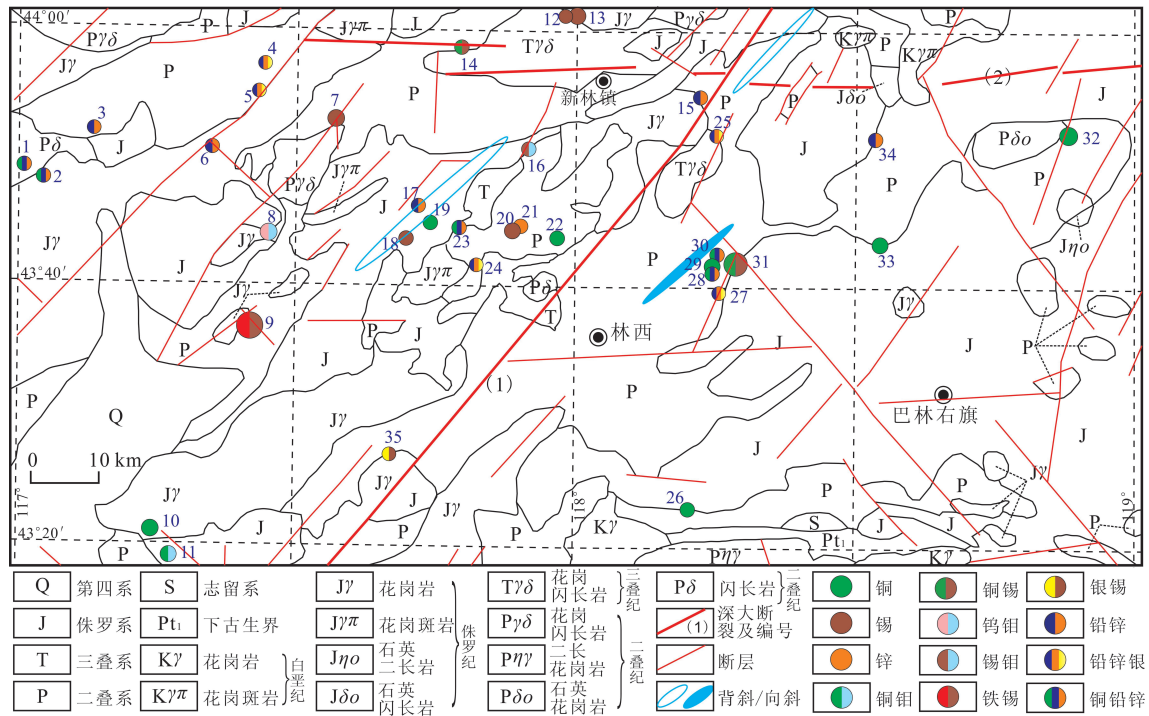 44°00′
J
P
Pγδ
Jγ
P
Jγπ
J
12
13
Jγ
Pγδ
TγδJ
J
Kγπ
P
Kγπ
4
5
14
(2)
J
新林镇
Jδο
P
3
7
15
P
Jγ
25
Pδ
J
1
2
6
16
Tγδ
J
34
P
Pδο
32
Pγδ
Jγπ
J
17
T
19
18
20
21
22
23
P
8
Jγ
Jγ
J
Jηο
33
43°40′
Jγπ
24
Pδ
T
P
30
29
28
31
27
Jγ
Jγ
9
P
P
J
J
林西
J
J
P
(1)
P
巴林右旗
P
Q
Jγ
P
J
J
0 10 km
35
Jγ
J
P
Jγ
117°
10
J
P
11
43°20′
P
26
18°
Kγ
Pηγ
P
S
Pt₁
J
P
J
Kγ
Jγ
P
19°
Q 第四系
S 志留系
Jγ 花岗岩
Tγδ 花岗闪长岩
三叠纪
Pδ 闪长岩
二叠纪
铜
铜锡
银锡
J 侏罗系
Pt₁ 下古生界
Jγπ 花岗斑岩
侏罗纪
Pγδ 花岗闪长岩
(1) 深大断裂及编号
锡
钨钼
铅锌
T 三叠系
Kγ 花岗岩
白垩纪
Jηο 石英二长岩
Pηγ 二长花岗岩
二叠纪
断层
锌
锡钼
铅锌银
P 二叠系
Kγπ 花岗斑岩
Jδο 石英闪长岩
Pδο 石英花岗岩
背斜/向斜
铜钼
铁锡
铜铅锌